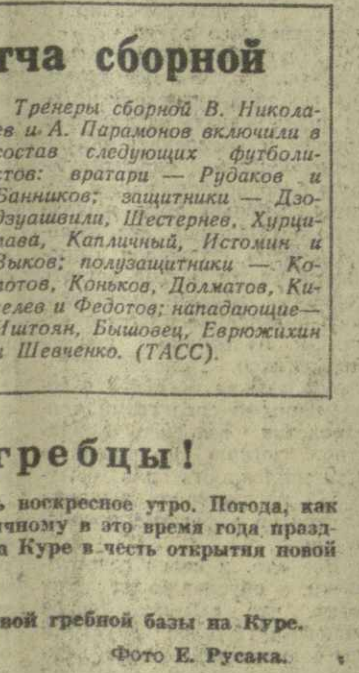 тча сборной
Тренеры сборной В. Никола-
ев и А. Парамонов включили в
состав следующих футболи-
стов: вратари — Рудаков и
Банников; защитники — Дзо-
дзуашвили, Шестернев, Хурци-
лава, Капличный, Истомин и
Зыков; полузащитники — Ко-
лотов, Коньков, Долматов, Ки-
селев и Федотов; нападающие—
Иштоян, Бышовец, Еврюжихин
и Шевченко. (ТАСС).
гребцы!
ь воскресное утро. Погода, как
ичному в это время года празд-
а Куре в честь открытия новой
вой гребной базы на Куре.
Фото Е. Русака.